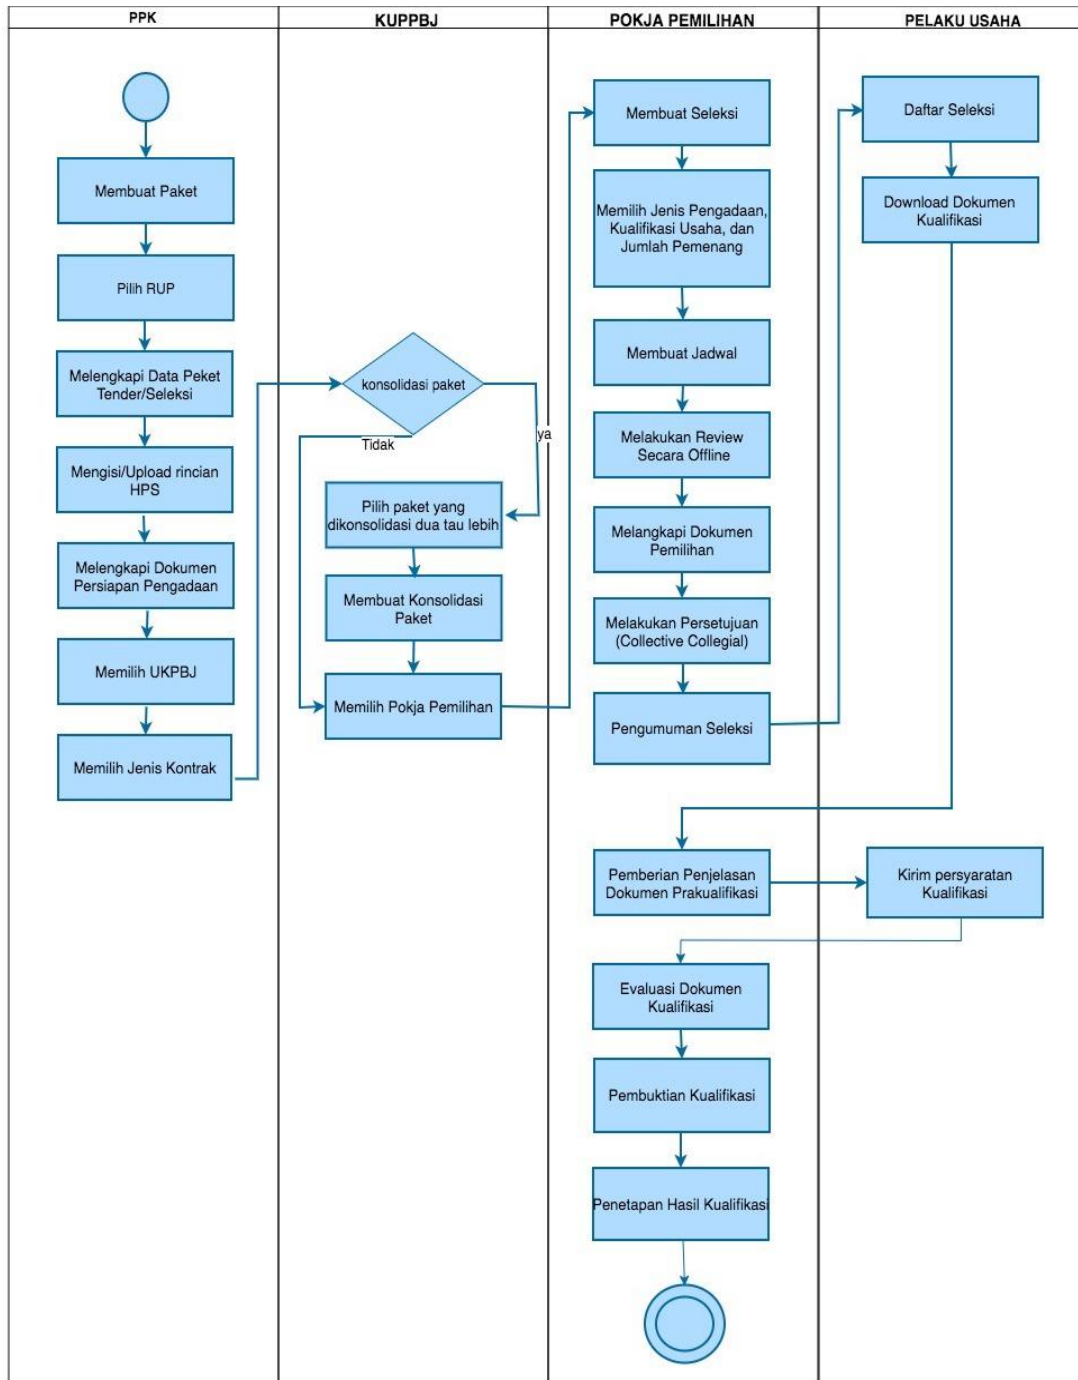 PPK
KUPPBJ
POKJA PEMILIHAN
PELAKU USAHA
Membuat Paket
Pilih RUP
Melengkapi Data Peket
Tender/Seleksi
Mengisi/Upload rincian
HPS
Melengkapi Dokumen
Persiapan Pengadaan
Memilih UKPBJ
Memilih Jenis Kontrak
konsolidasi paket
Tidak
ya
Pilih paket yang
dikonsolidasi dua tau lebih
Membuat Konsolidasi
Paket
Memilih Pokja Pemilihan
Membuat Seleksi
Memilih Jenis Pengadaan,
Kualifikasi Usaha, dan
Jumlah Pemenang
Membuat Jadwal
Melakukan Review
Secara Offline
Melangkapi Dokumen
Pemilihan
Melakukan Persetujuan
(Collective Collegial)
Pengumuman Seleksi
Daftar Seleksi
Download Dokumen
Kualifikasi
Pemberian Penjelasan
Dokumen Prakualifikasi
Kirim persyaratan
Kualifikasi
Evaluasi Dokumen
Kualifikasi
Pembuktian Kualifikasi
Penetapan Hasil Kualifikasi